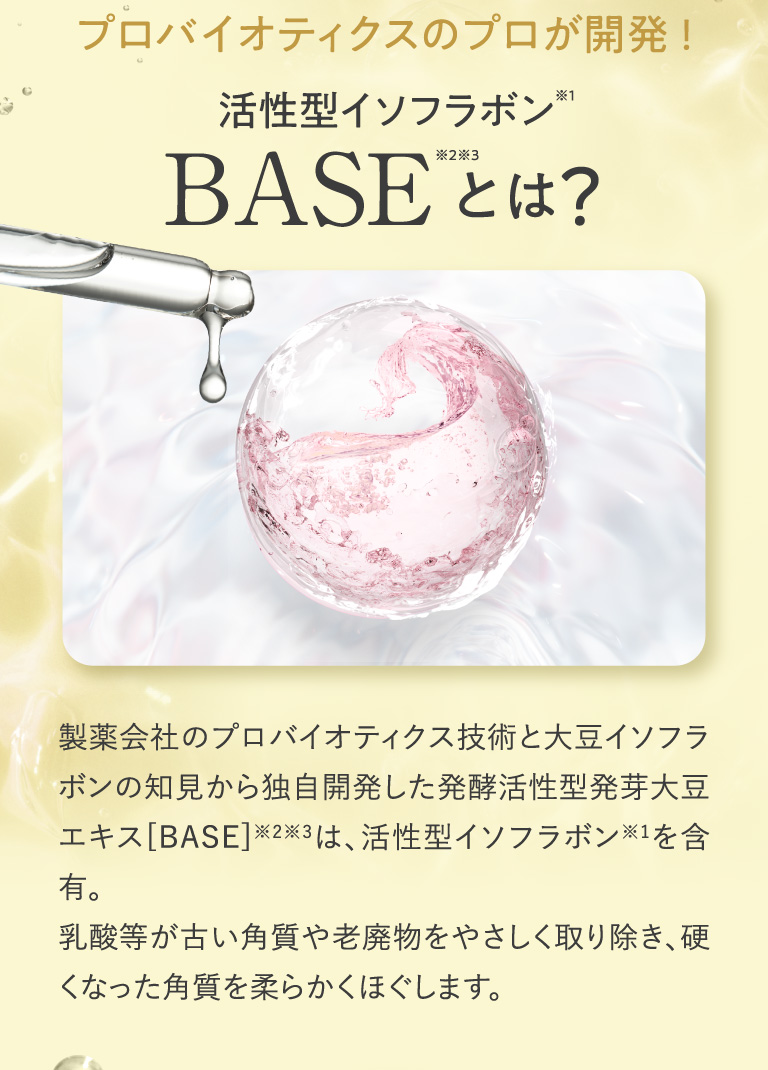 プロバイオティクスのプロが開発！
活性型イソフラボン※1
BASE※2※3とは？
製薬会社のプロバイオティクス技術と大豆イソフラ
ボンの知見から独自開発した発酵活性型発芽大豆
エキス[BASE]※2※3は、活性型イソフラボン※1を含
有。
乳酸等が古い角質や老廃物をやさしく取り除き、硬
くなった角質を柔らかくほぐします。